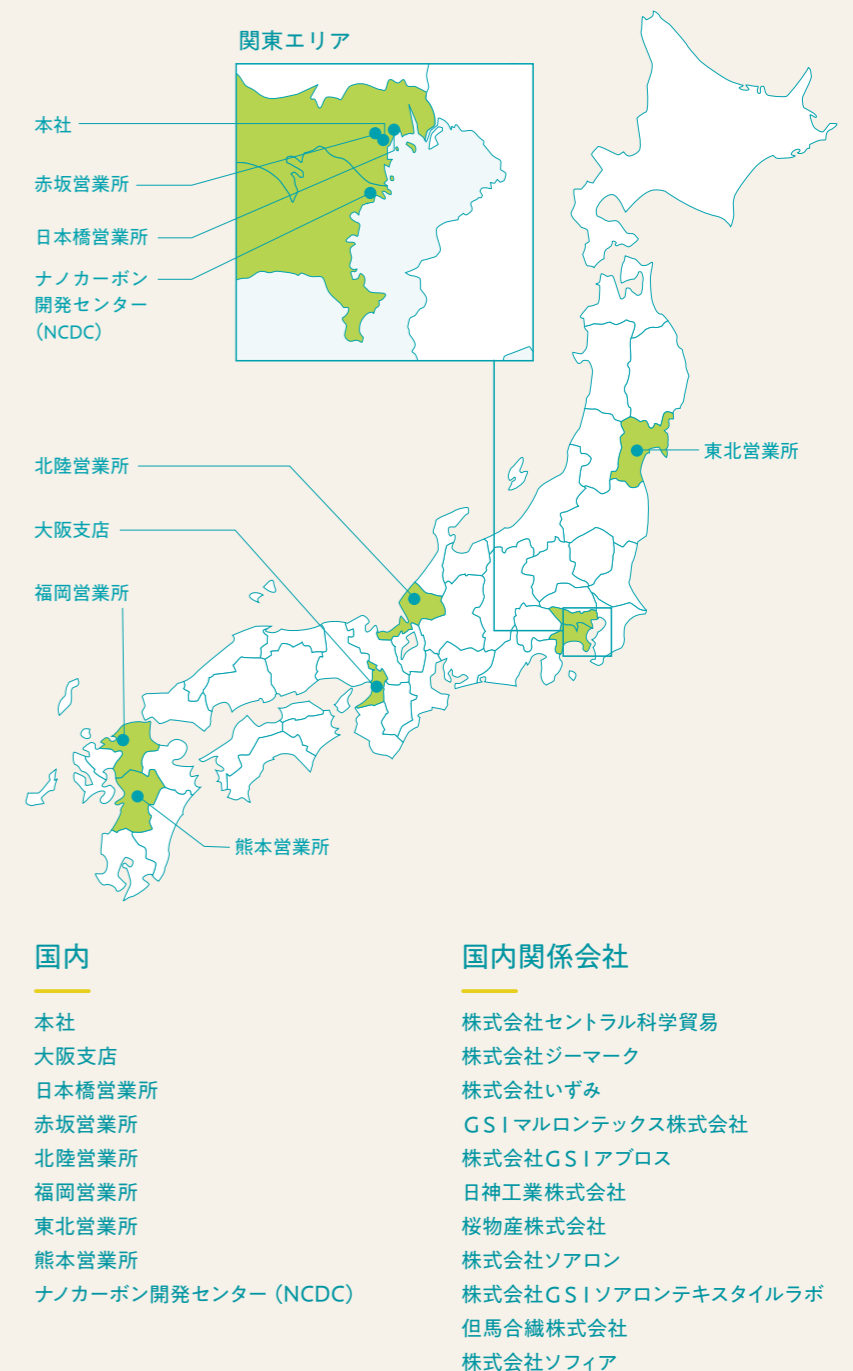 関東エリア
本社
赤坂営業所
日本橋営業所
ナノカーボン
開発センター
（NCDC）
東北営業所
北陸営業所
大阪支店
福岡営業所
熊本営業所
国内
本社
大阪支店
日本橋営業所
赤坂営業所
北陸営業所
福岡営業所
東北営業所
熊本営業所
ナノカーボン開発センター（NCDC）
国内関係会社
株式会社セントラル科学貿易
株式会社ジーマーク
株式会社いずみ
ＧＳＩマルロンテックス株式会社
株式会社ＧＳＩアブロス
日神工業株式会社
桜物産株式会社
株式会社ソアロン
株式会社ＧＳＩソアロンテキスタイルラボ
但馬合繊株式会社
株式会社ソフィア